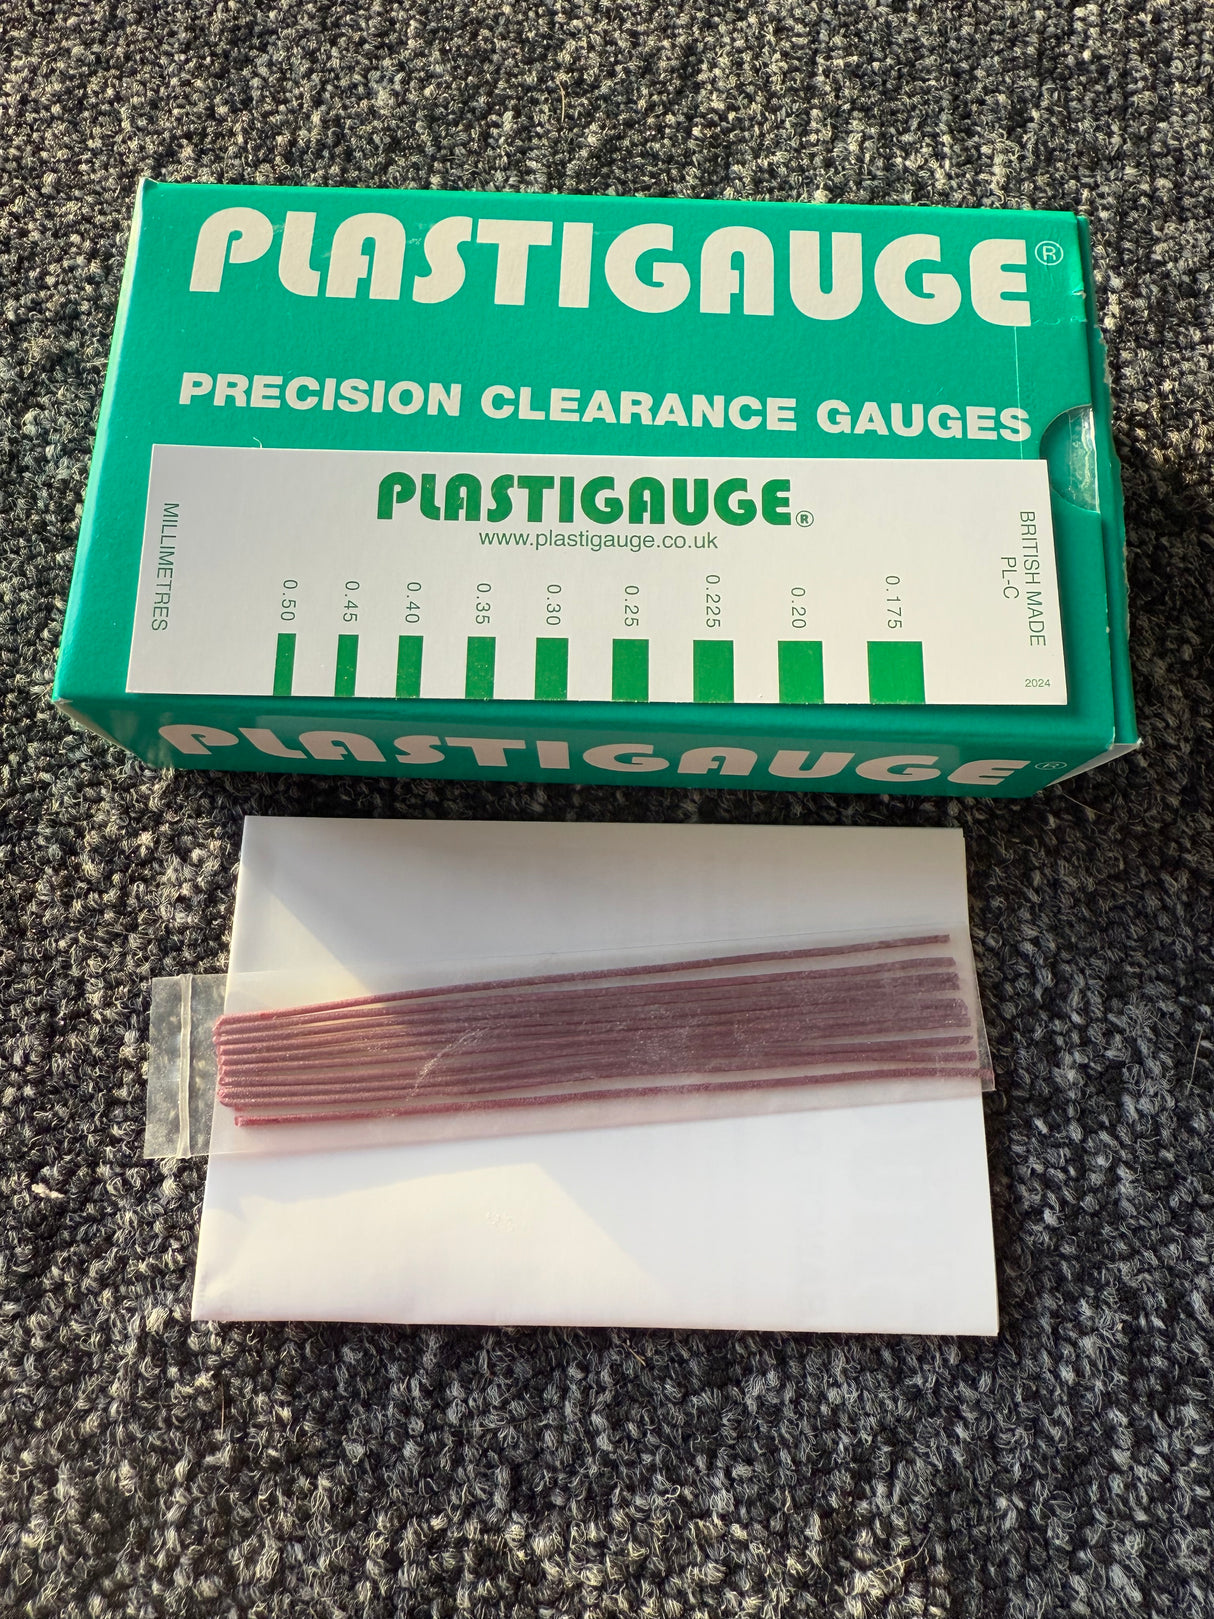 PLASTIGAUGE®
PRECISION CLEARANCE GAUGES
PLASTIGAUGE®
www.plastigauge.co.uk
MILLIMETRES
0.50
0.45
0.40
0.35
0.30
0.25
0.225
0.20
0.175
BRITISH MADE
PL-C
2024
PLASTIGAUGE®